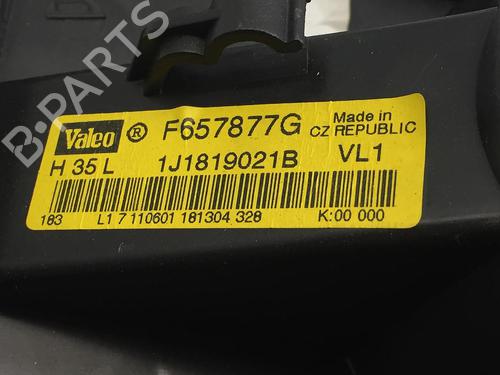 B-PARTS
Valeo ® F657877G Made in CZ REPUBLIC
H 35 L 1J1819021B VL1
183 L1 7 110601 181304 328 K:00 000